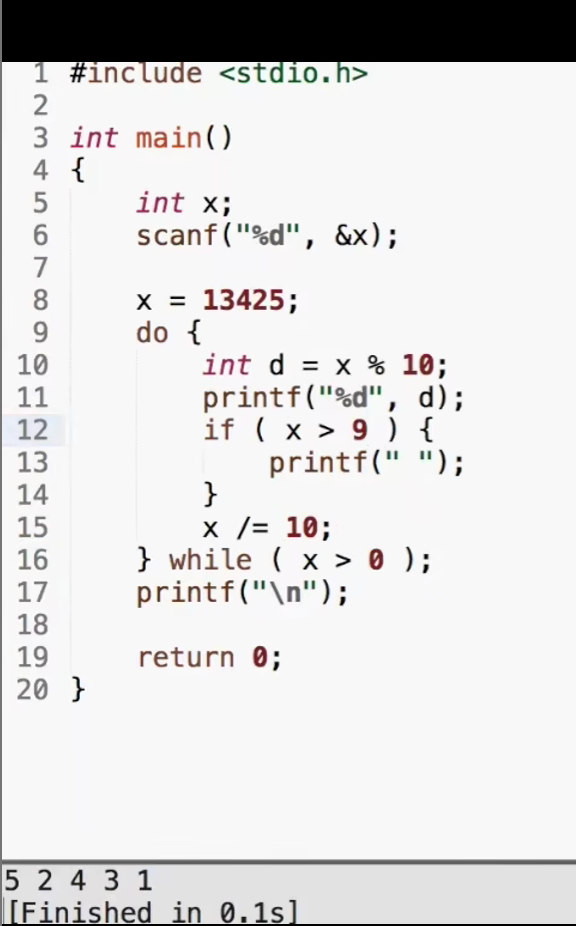 1 #include <stdio.h>
2
3 int main()
4 {
5     int x;
6     scanf("%d", &x);
7
8     x = 13425;
9     do {
10         int d = x % 10;
11         printf("%d", d);
12         if ( x > 9 ) {
13             printf(" ");
14         }
15         x /= 10;
16     } while ( x > 0 );
17     printf("\n");
18
19     return 0;
20 }
5 2 4 3 1
[Finished in 0.1s]